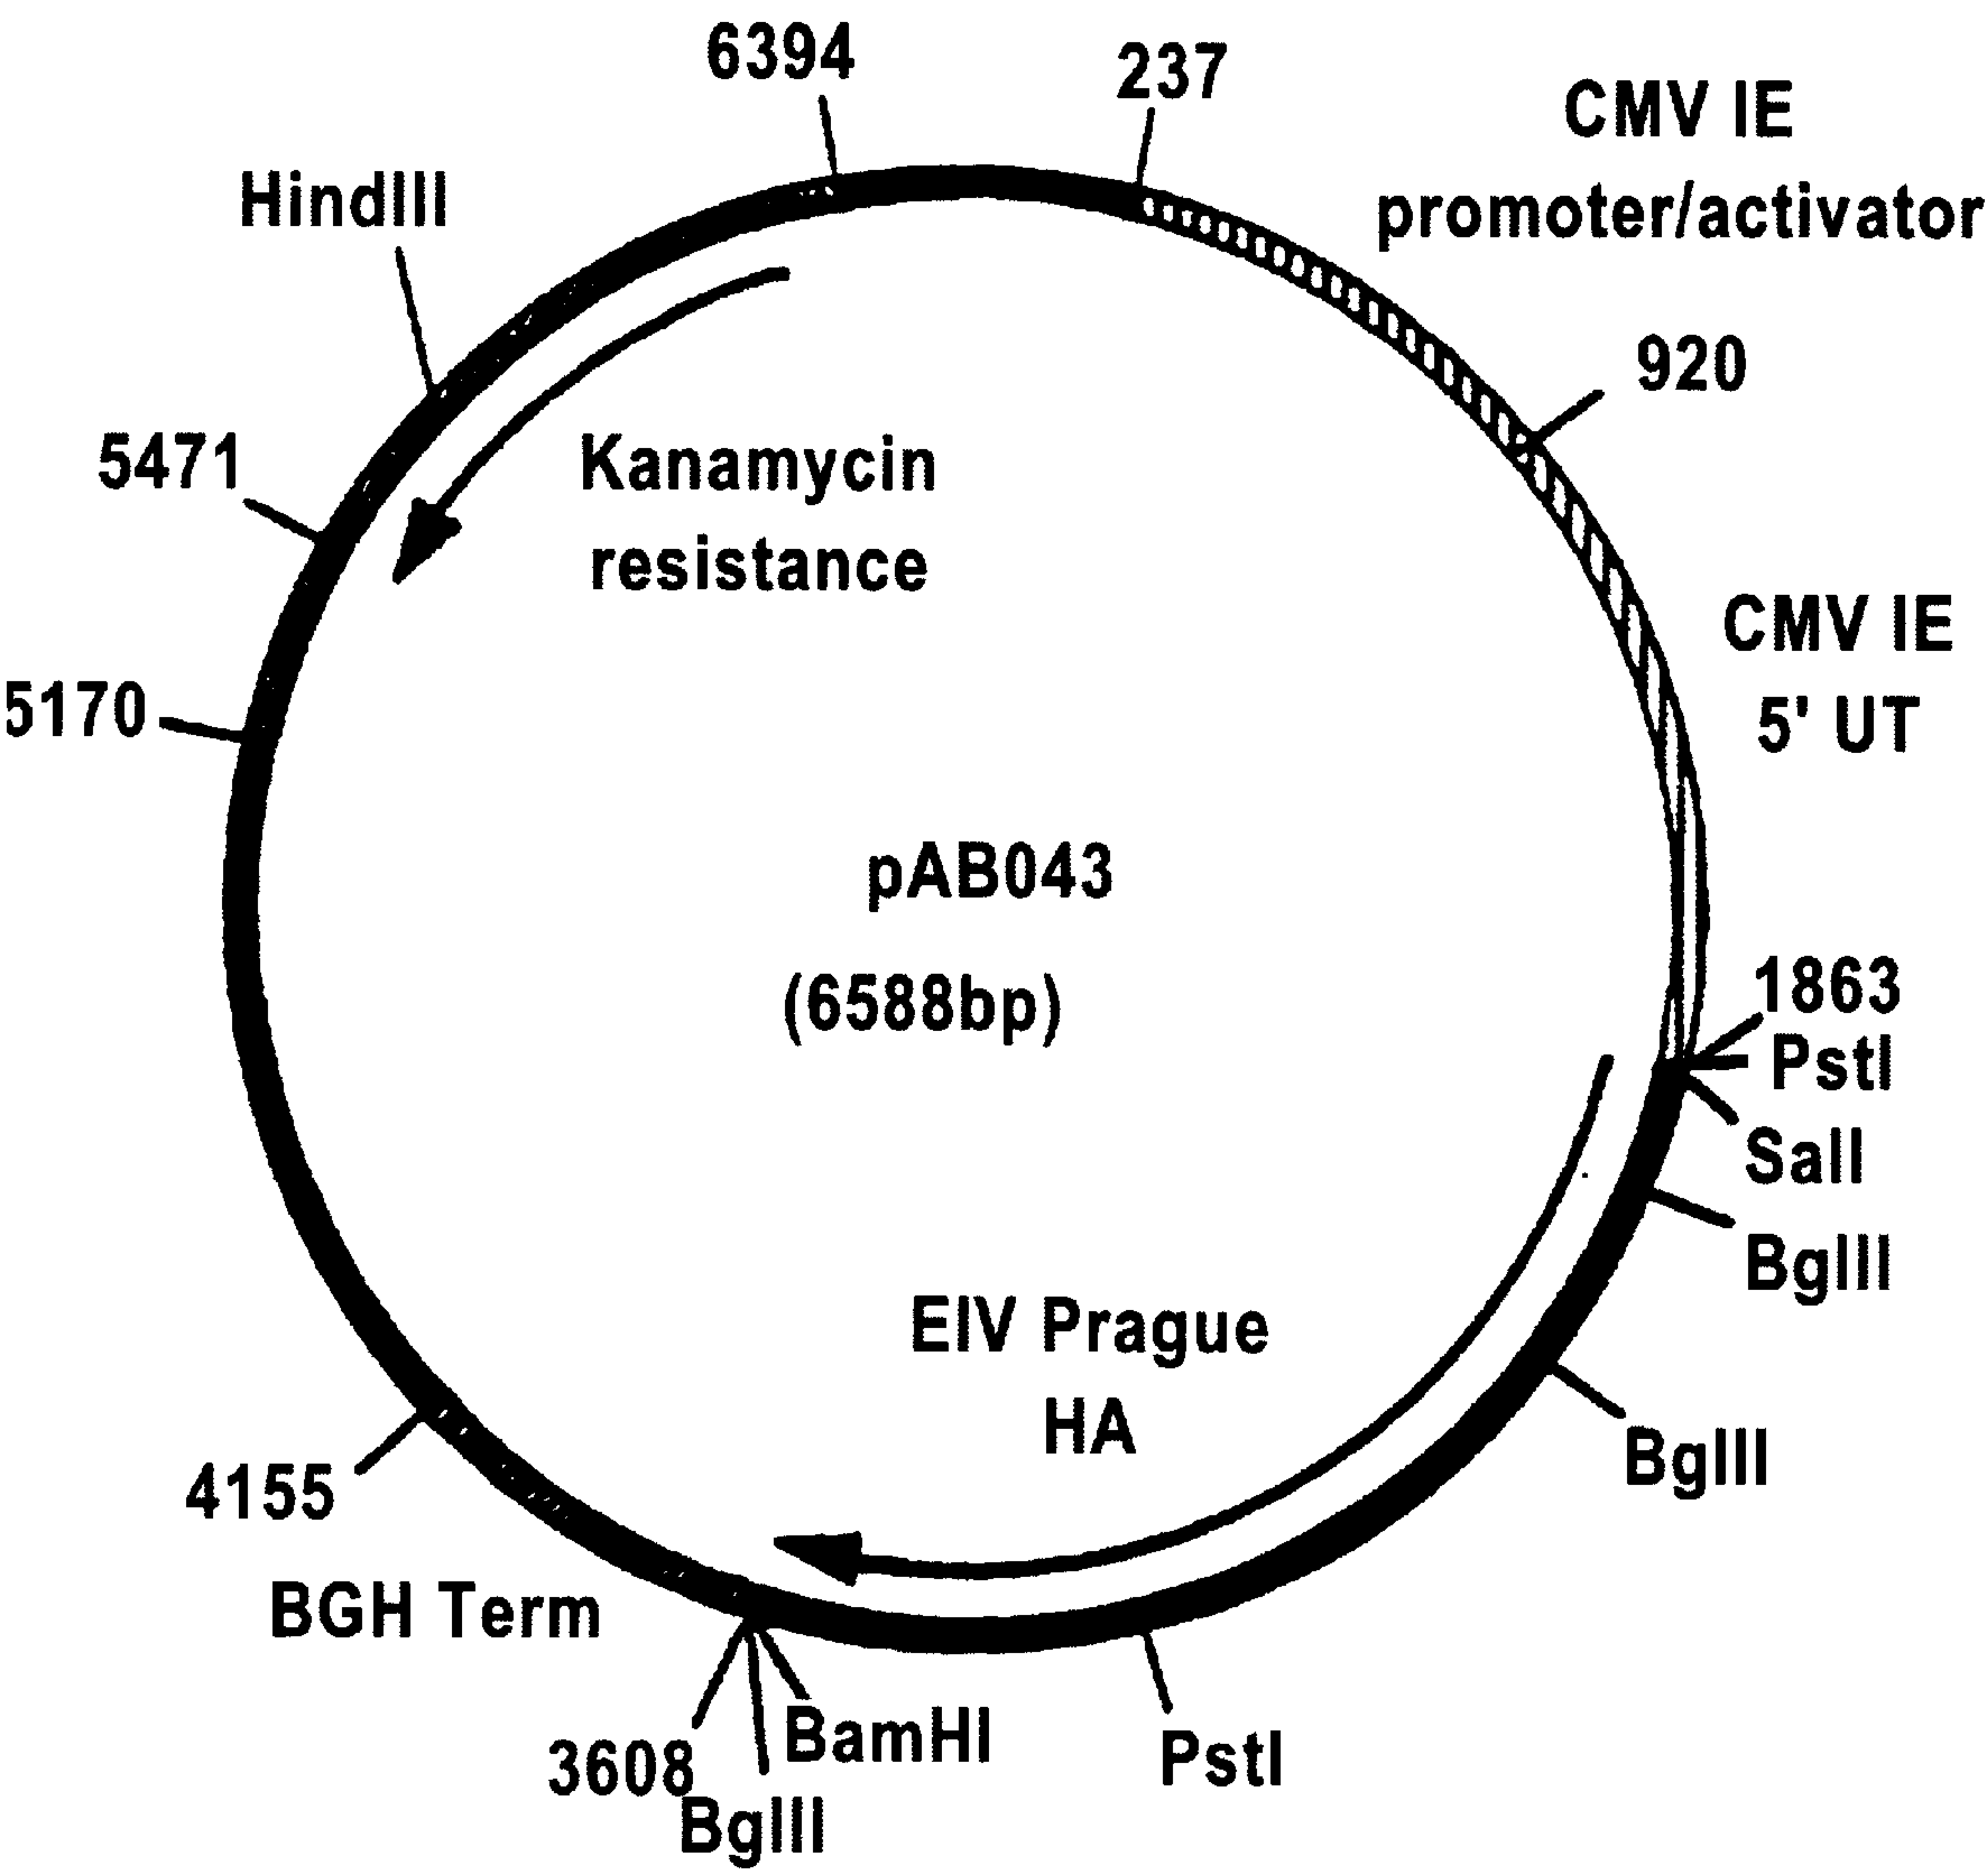 6394
237
CMV IE
promoter/activator
HindIII
920
5471
Kanamycin
resistance
CMV IE
5' UT
5170
pAB043
(6588bp)
1863
PstI
SalI
BglII
EIV Prague
HA
BglII
4155
BGH Term
BamHI
PstI
3608
BglII